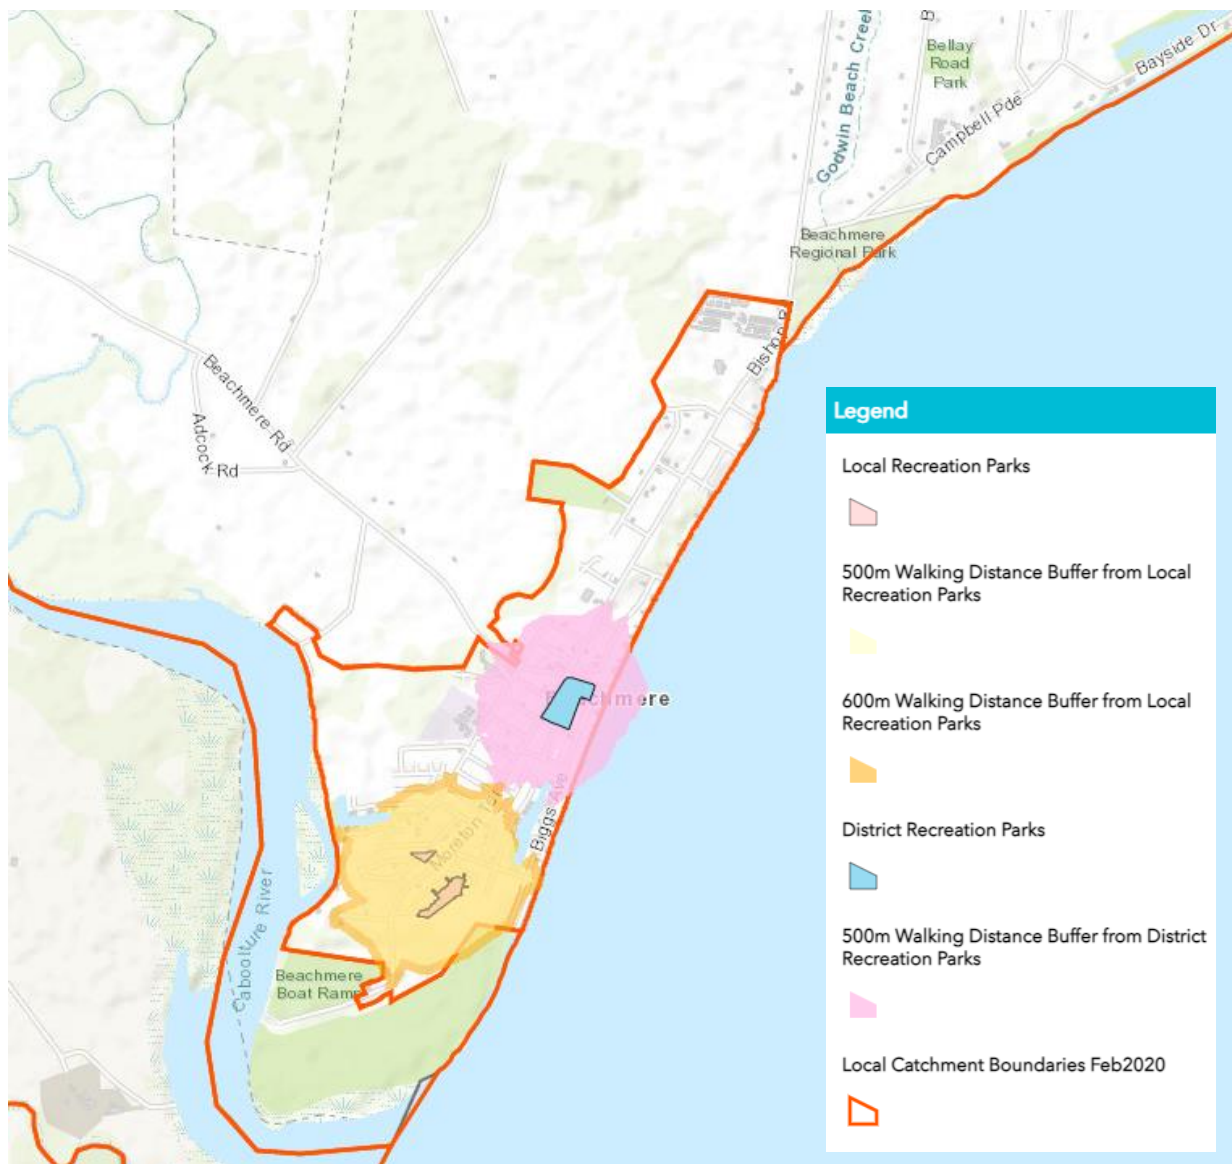 Bellay
Road
Park
Bayside Dr
Campbell Pde
Godwin Beach Creek
B
Beachmere
Regional Park
Bishop R
Beachmere Rd
Adcock Rd
Legend
Local Recreation Parks
500m Walking Distance Buffer from Local
Recreation Parks
600m Walking Distance Buffer from Local
Recreation Parks
District Recreation Parks
500m Walking Distance Buffer from District
Recreation Parks
Local Catchment Boundaries Feb2020
Beachmere
Biggs Ave
Moreton
Caboolture River
Beachmere
Boat Ramp